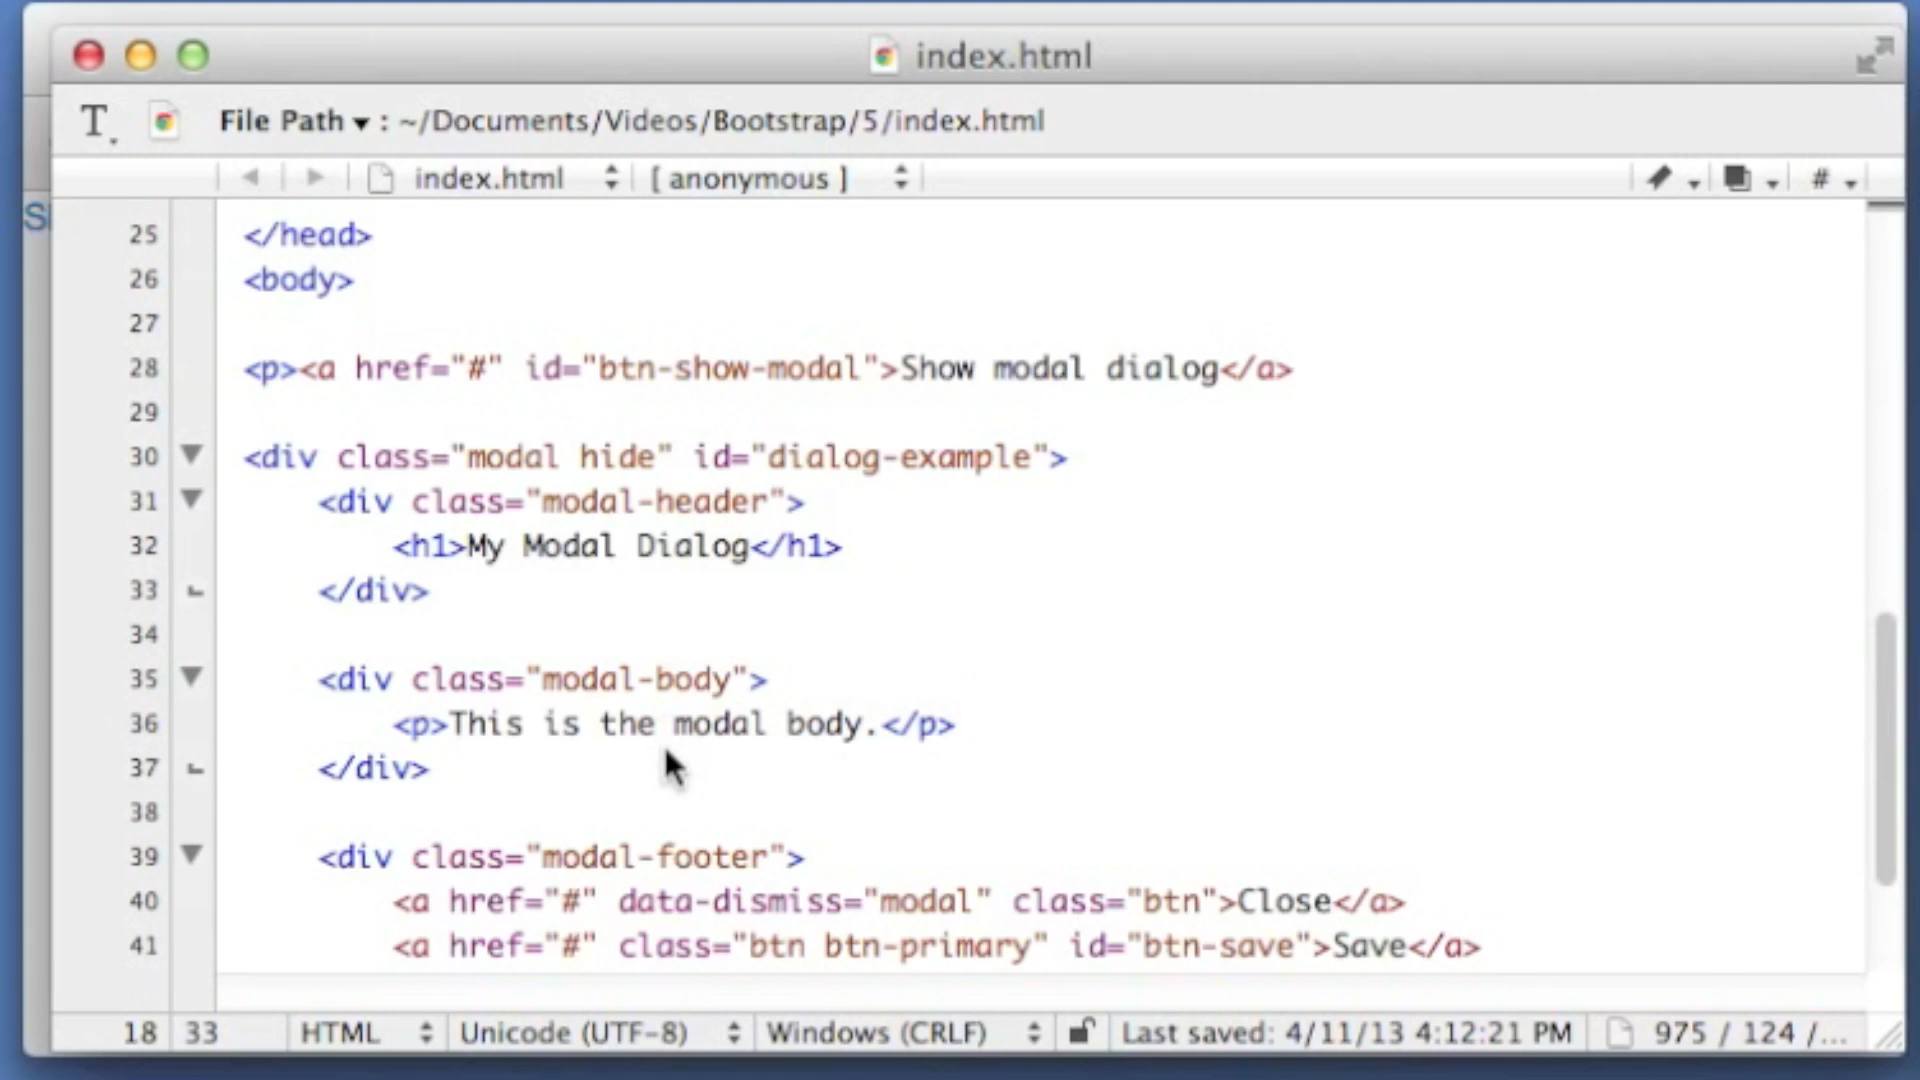 index.html
T. File Path ▾ : ~/Documents/Videos/Bootstrap/5/index.html
index.html [ anonymous ] #
25 </head>
26 <body>
27
28 <p><a href="#" id="btn-show-modal">Show modal dialog</a>
29
30 <div class="modal hide" id="dialog-example">
31 <div class="modal-header">
32 <h1>My Modal Dialog</h1>
33 </div>
34
35 <div class="modal-body">
36 <p>This is the modal body.</p>
37 </div>
38
39 <div class="modal-footer">
40 <a href="#" data-dismiss="modal" class="btn">Close</a>
41 <a href="#" class="btn btn-primary" id="btn-save">Save</a>
18 33 HTML Unicode (UTF-8) Windows (CRLF) Last saved: 4/11/13 4:12:21 PM 975 / 124 /...